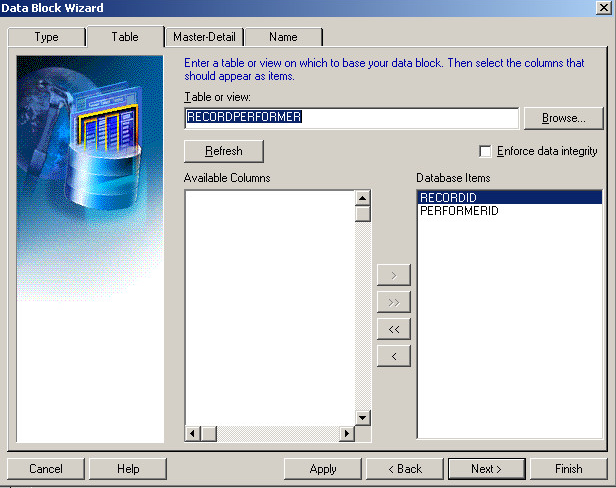 Data Block Wizard
Type Table Master-Detail Name
Enter a table or view on which to base your data block. Then select the columns that
should appear as items.
Table or view:
RECORDPERFORMER Browse...
Refresh Enforce data integrity
Available Columns Database Items
RECORDID
PERFORMERID
>
>>
<<
<
Cancel Help Apply < Back Next > Finish